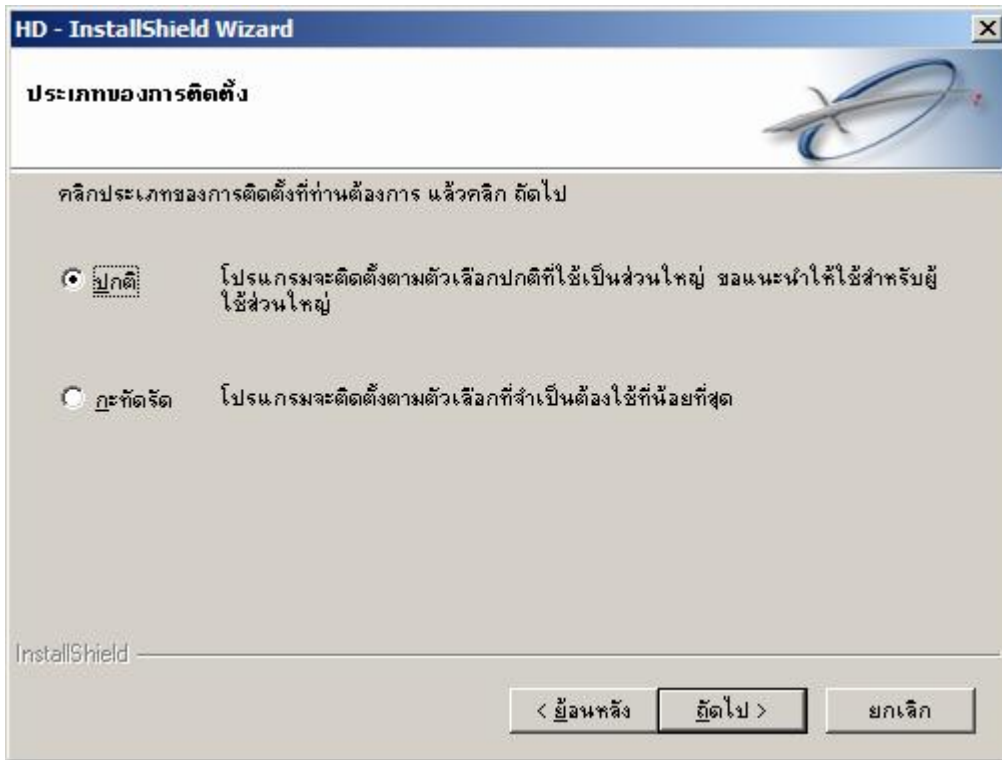 HD - InstallShield Wizard
ประเภทของการติดตั้ง
คลิกประเภทของการติดตั้งที่ท่านต้องการ แล้วคลิก ถัดไป
ปกติ
โปรแกรมจะติดตั้งตามตัวเลือกปกติที่ใช้เป็นส่วนใหญ่ ขอแนะนำให้ใช้สำหรับผู้
ใช้ส่วนใหญ่
กะทัดรัด
โปรแกรมจะติดตั้งตามตัวเลือกที่จำเป็นต้องใช้ที่น้อยที่สุด
InstallShield
< ย้อนหลัง
ถัดไป >
ยกเลิก